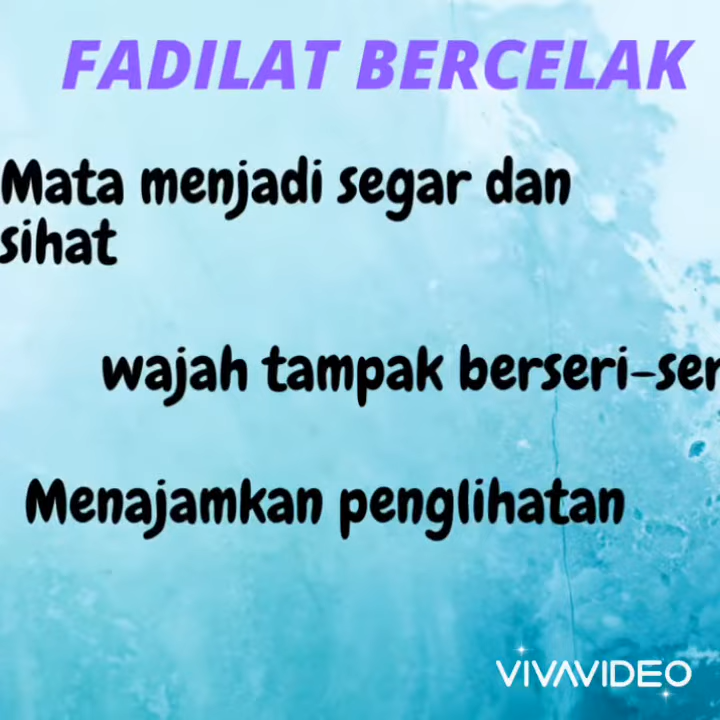 FADILAT BERCELAK
Mata menjadi segar dan
sihat
wajah tampak berseri-ser
Menajamkan penglihatan
VIVAVIDEO